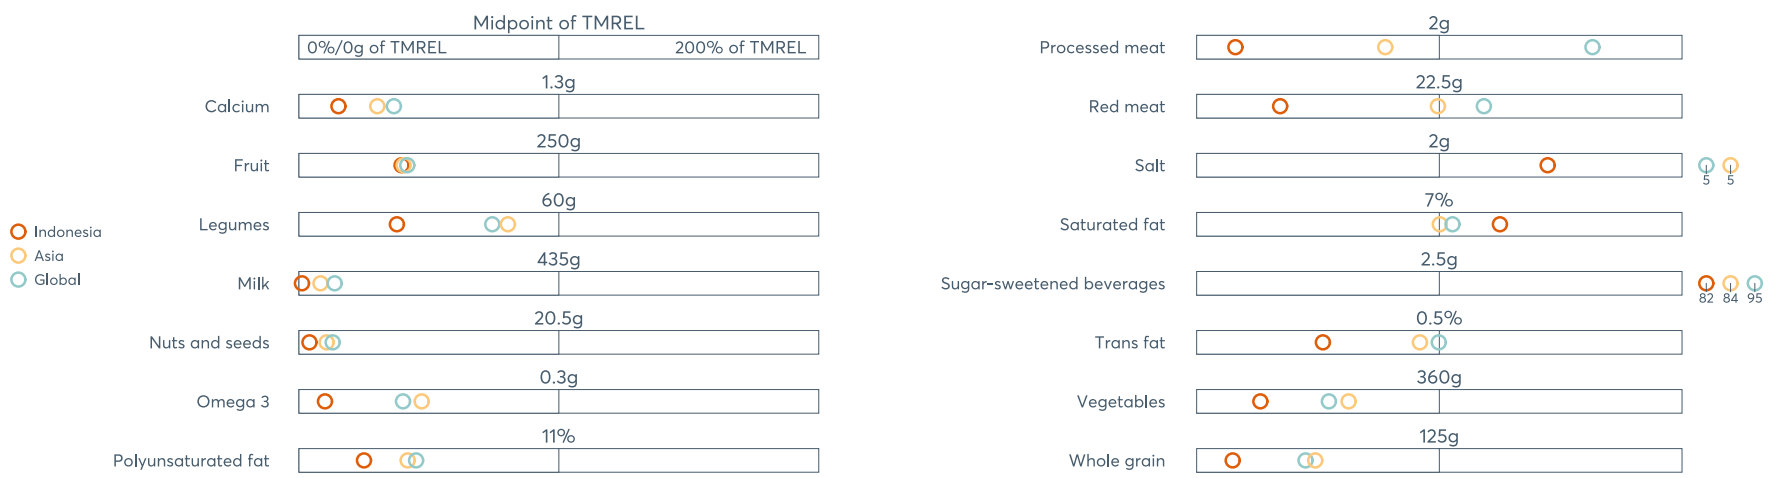 Midpoint of TMREL
0%/0g of TMREL 200% of TMREL
1.3g
Calcium
250g
Fruit
60g
Legumes
435g
Milk
20.5g
Nuts and seeds
0.3g
Omega 3
11%
Polyunsaturated fat
Indonesia
Asia
Global
2g
Processed meat
22.5g
Red meat
2g
Salt
5 5
7%
Saturated fat
2.5g
Sugar-sweetened beverages
82 84 95
0.5%
Trans fat
360g
Vegetables
125g
Whole grain